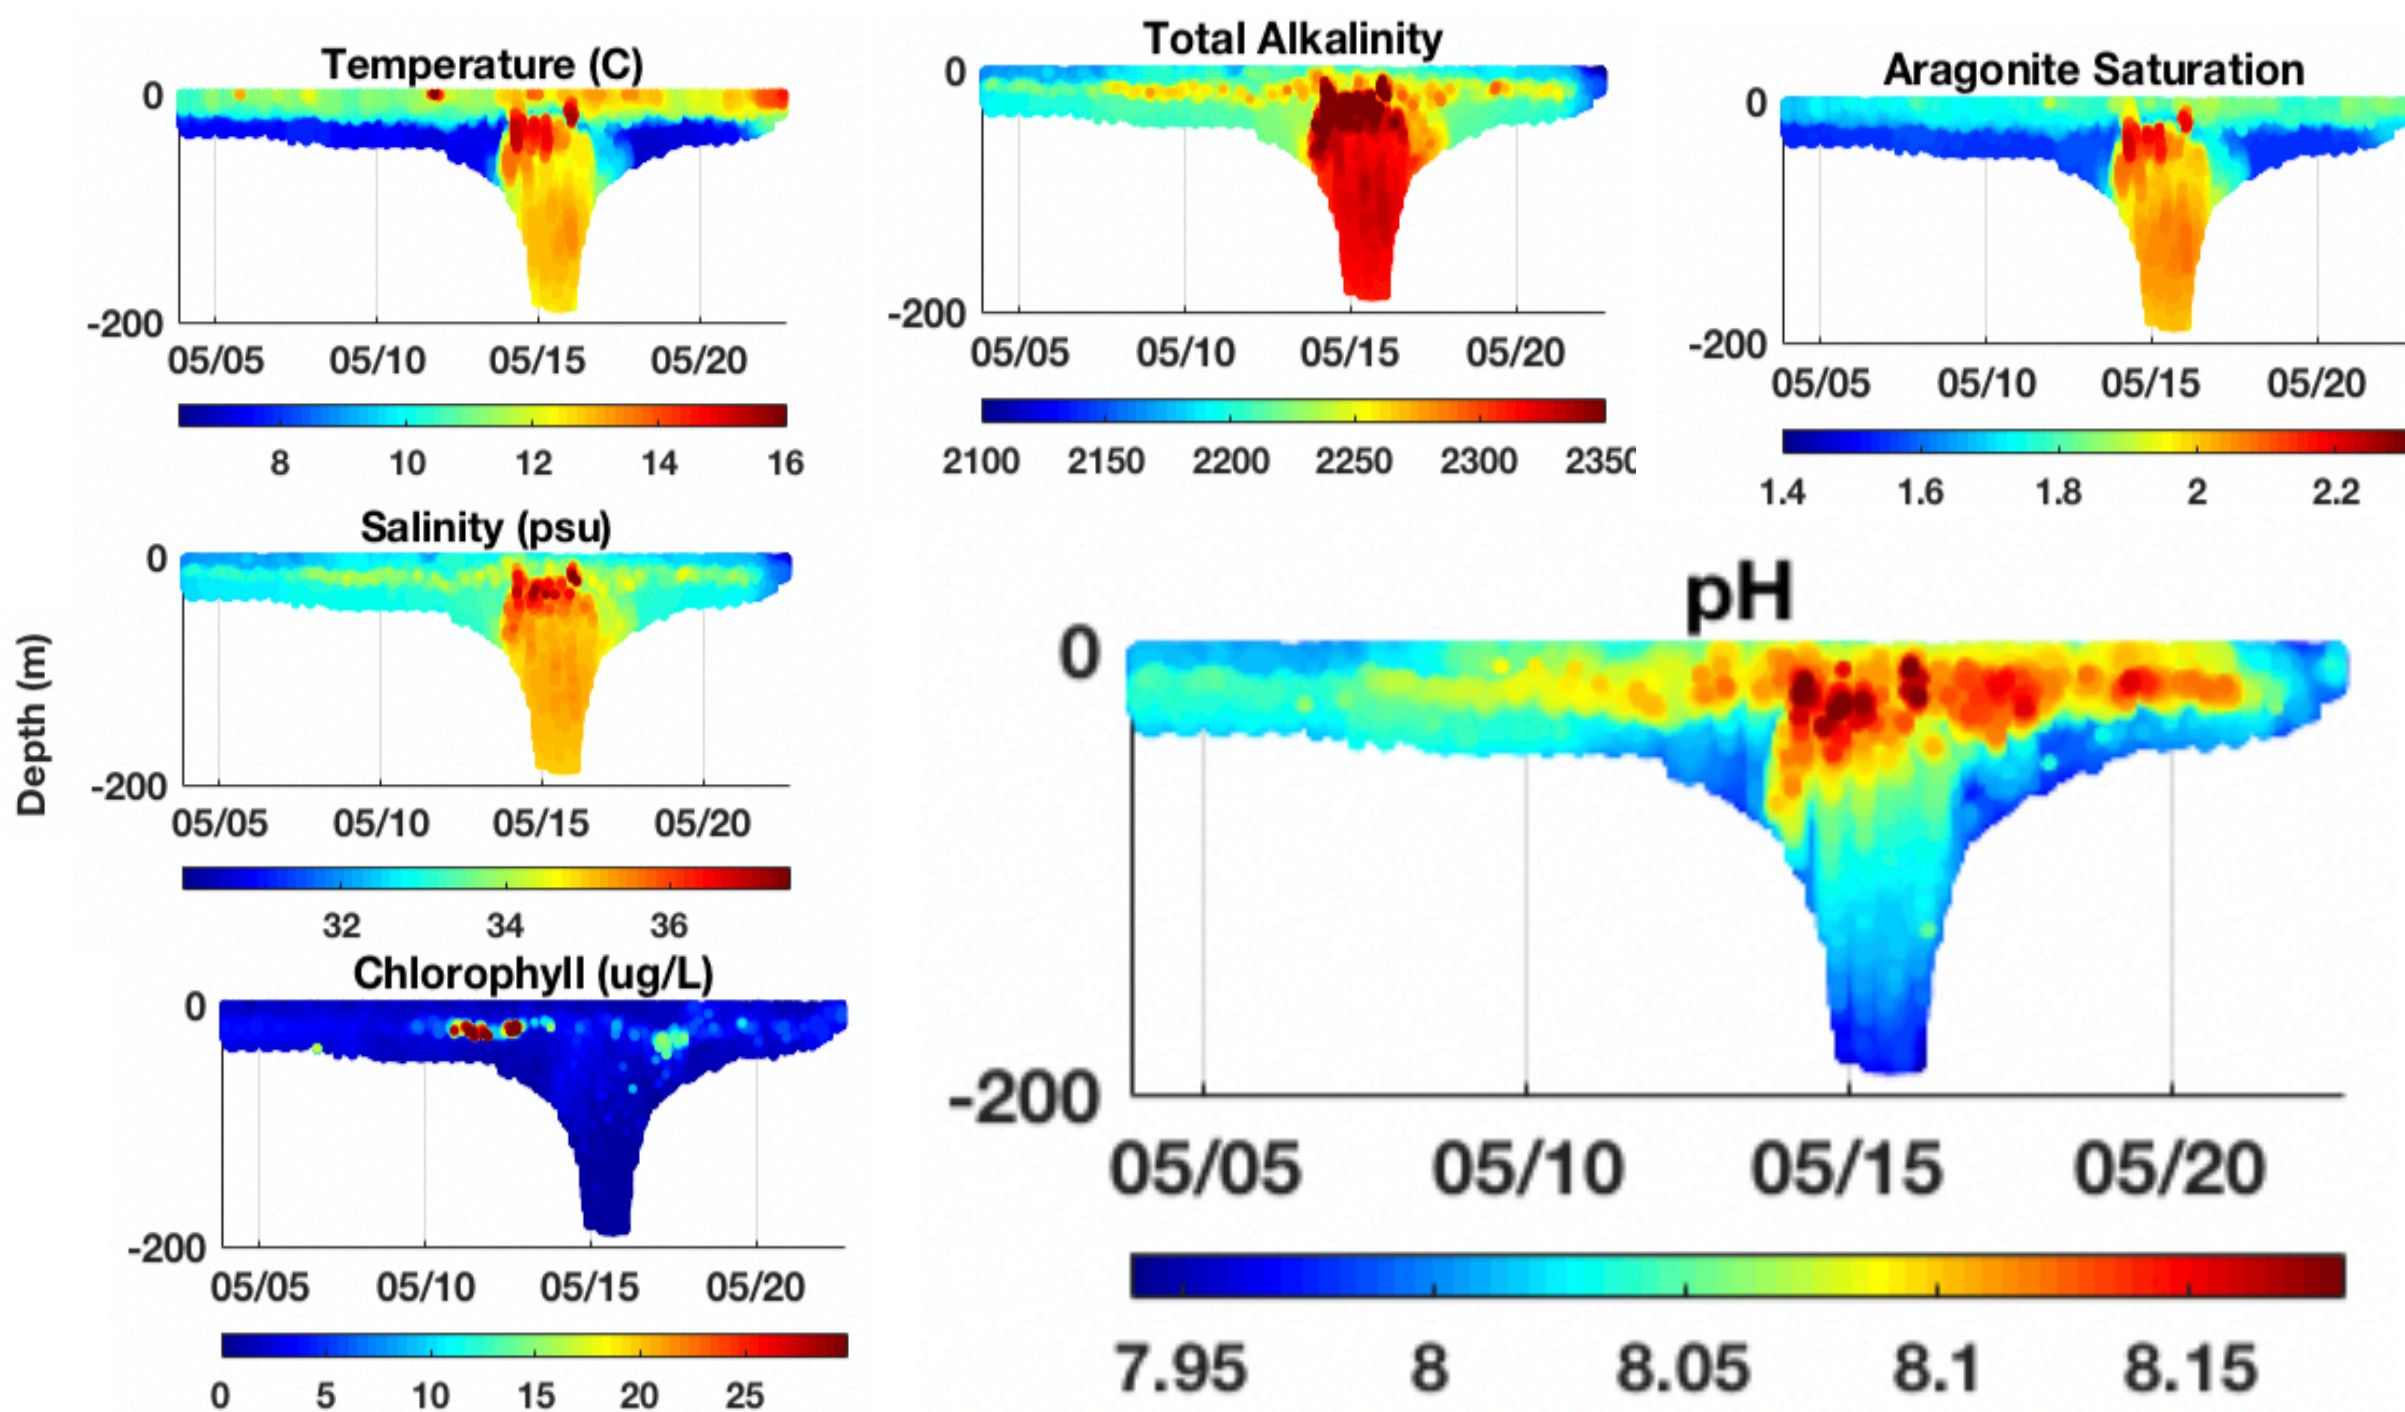 Temperature (C)
0
-200
05/05 05/10 05/15 05/20
8 10 12 14 16
Total Alkalinity
0
-200
05/05 05/10 05/15 05/20
2100 2150 2200 2250 2300 2350
Aragonite Saturation
0
-200
05/05 05/10 05/15 05/20
1.4 1.6 1.8 2 2.2
Depth (m)
Salinity (psu)
0
-200
05/05 05/10 05/15 05/20
32 34 36
Chlorophyll (ug/L)
0
-200
05/05 05/10 05/15 05/20
0 5 10 15 20 25
pH
0
-200
05/05 05/10 05/15 05/20
7.95 8 8.05 8.1 8.15